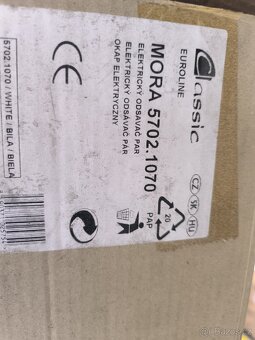 Classic
EUROLINE
CZ SK HU
MORA 5702.1070
ELEKTRICKÝ ODSAVAČ PAR
ELEKTRICKÝ ODSÁVAČ PÁR
OKAP ELEKTRYCZNY
20
PAP
5702.1070 / WHITE / BÍLÁ / BIELA